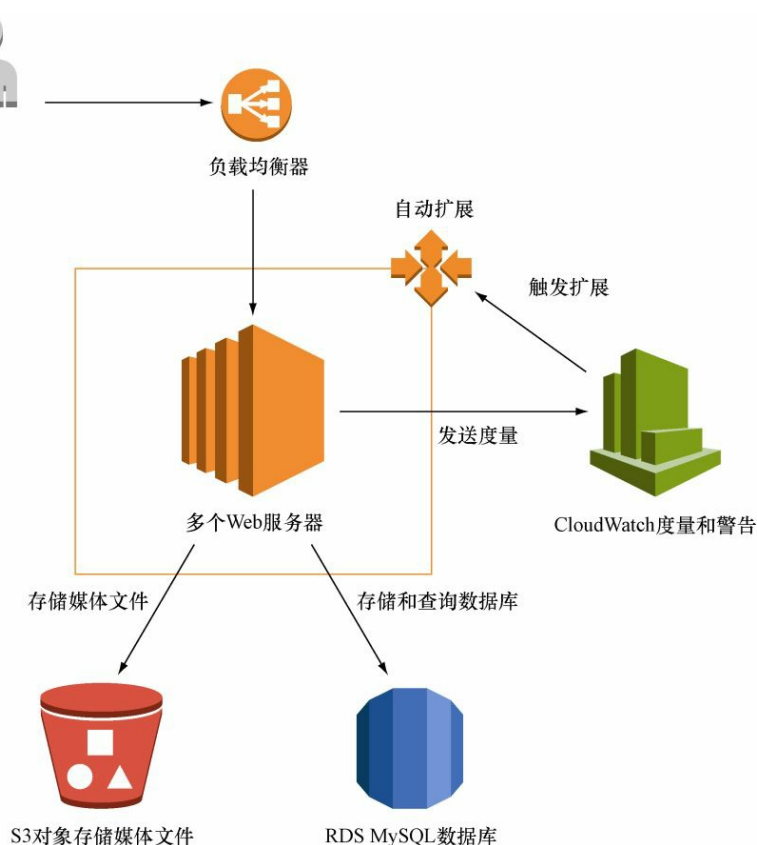 负载均衡器
自动扩展
触发扩展
发送度量
多个Web服务器
CloudWatch度量和警告
存储媒体文件
存储和查询数据库
S3对象存储媒体文件
RDS MySQL数据库